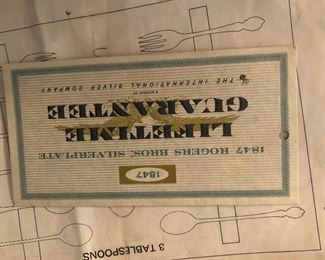 1847
1847 ROGERS BROS. SILVERPLATE
LIFETIME
GUARANTEE
a product of
THE INTERNATIONAL SILVER COMPANY
3 TABLESPOONS